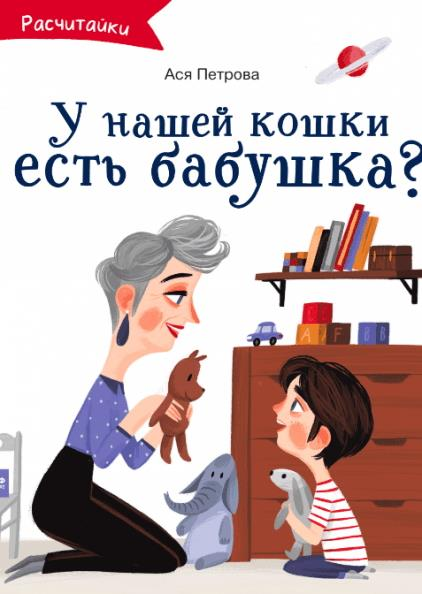 Расчитайки
Ася Петрова
У нашей кошки
есть бабушка?
A F B B